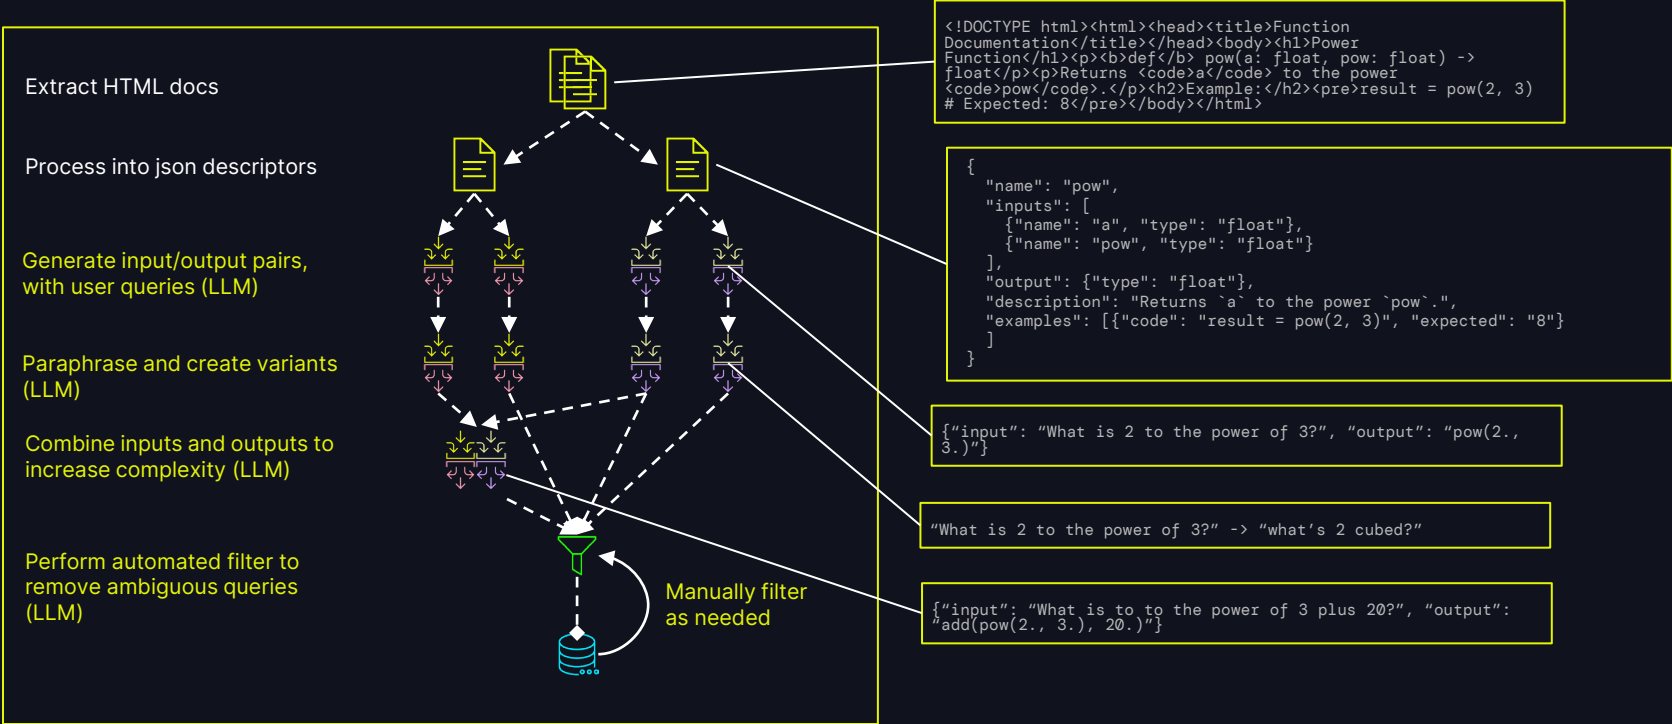 Extract HTML docs
Process into json descriptors
Generate input/output pairs,
with user queries (LLM)
Paraphrase and create variants
(LLM)
Combine inputs and outputs to
increase complexity (LLM)
Perform automated filter to
remove ambiguous queries
(LLM)
Manually filter
as needed
<!DOCTYPE html><html><head><title>Function
Documentation</title></head><body><h1>Power
Function</h1><p><b>def</b> pow(a: float, pow: float) ->
float</p><p>Returns <code>a</code> to the power
<code>pow</code>.</p><h2>Example:</h2><pre>result = pow(2, 3)
# Expected: 8</pre></body></html>
{
"name": "pow",
"inputs": [
{"name": "a", "type": "float"},
{"name": "pow", "type": "float"}
],
"output": {"type": "float"},
"description": "Returns `a` to the power `pow`.",
"examples": [{"code": "result = pow(2, 3)", "expected": "8"}
]
}
{“input”: “What is 2 to the power of 3?”, “output”: “pow(2.,
3.)”}
“What is 2 to the power of 3?” -> “what’s 2 cubed?”
{“input”: “What is to to the power of 3 plus 20?”, “output”:
“add(pow(2., 3.), 20.)”}